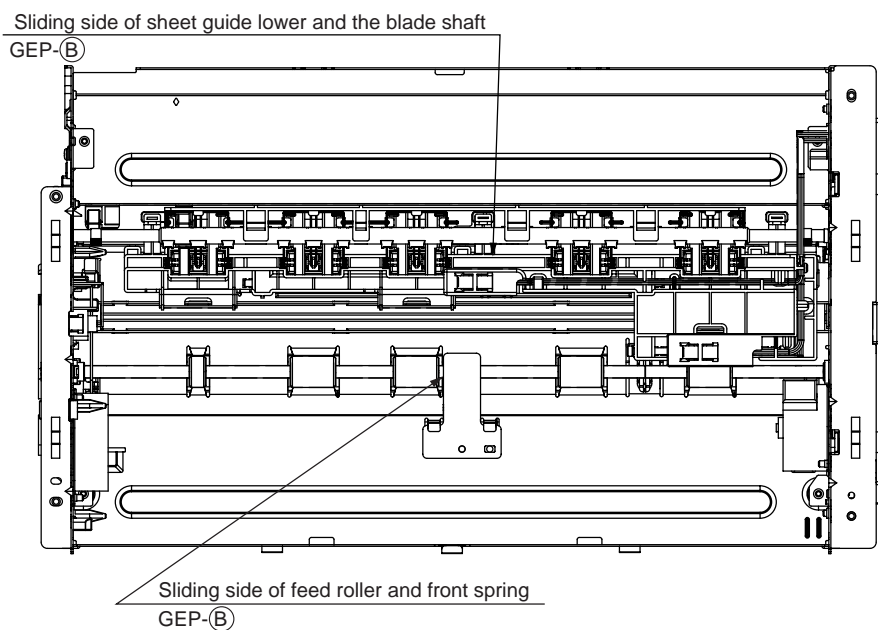 Sliding side of sheet guide lower and the blade shaft
GEP-Ⓑ
Sliding side of feed roller and front spring
GEP-Ⓑ